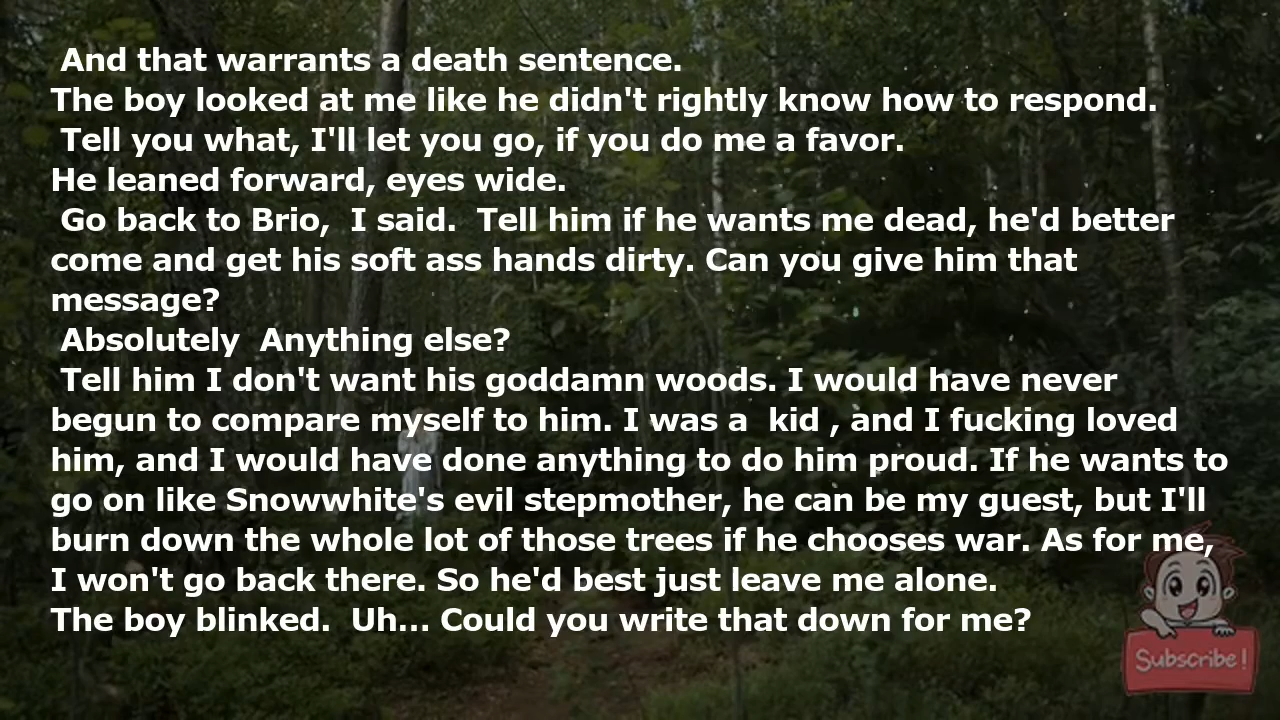 And that warrants a death sentence.
The boy looked at me like he didn't rightly know how to respond.
Tell you what, I'll let you go, if you do me a favor.
He leaned forward, eyes wide.
Go back to Brio,  I said.  Tell him if he wants me dead, he'd better
come and get his soft ass hands dirty. Can you give him that
message?
Absolutely  Anything else?
Tell him I don't want his goddamn woods. I would have never
begun to compare myself to him. I was a  kid , and I fucking loved
him, and I would have done anything to do him proud. If he wants to
go on like Snowwhite's evil stepmother, he can be my guest, but I'll
burn down the whole lot of those trees if he chooses war. As for me,
I won't go back there. So he'd best just leave me alone.
The boy blinked.  Uh... Could you write that down for me?
Subscribe!